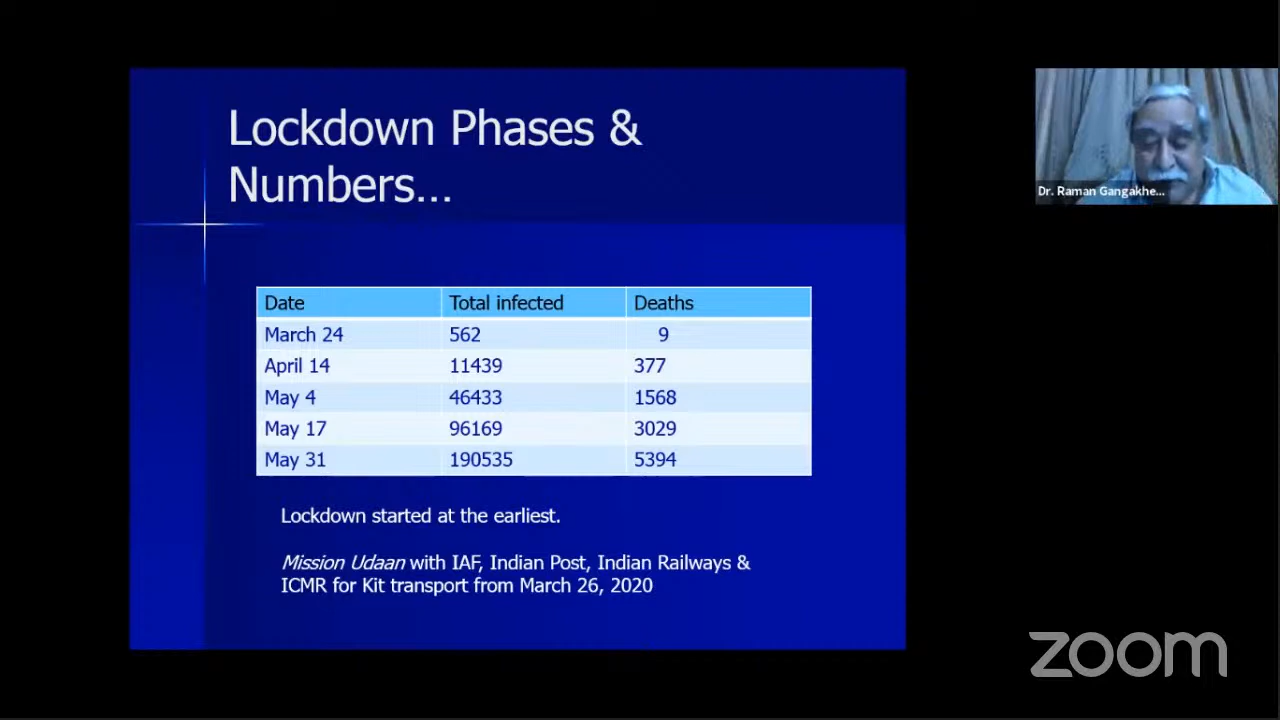 Lockdown Phases &
Numbers...
Date Total infected Deaths
March 24 562 9
April 14 11439 377
May 4 46433 1568
May 17 96169 3029
May 31 190535 5394
Lockdown started at the earliest.
Mission Udaan with IAF, Indian Post, Indian Railways &
ICMR for Kit transport from March 26, 2020
Dr. Raman Gangakhe...
zoom